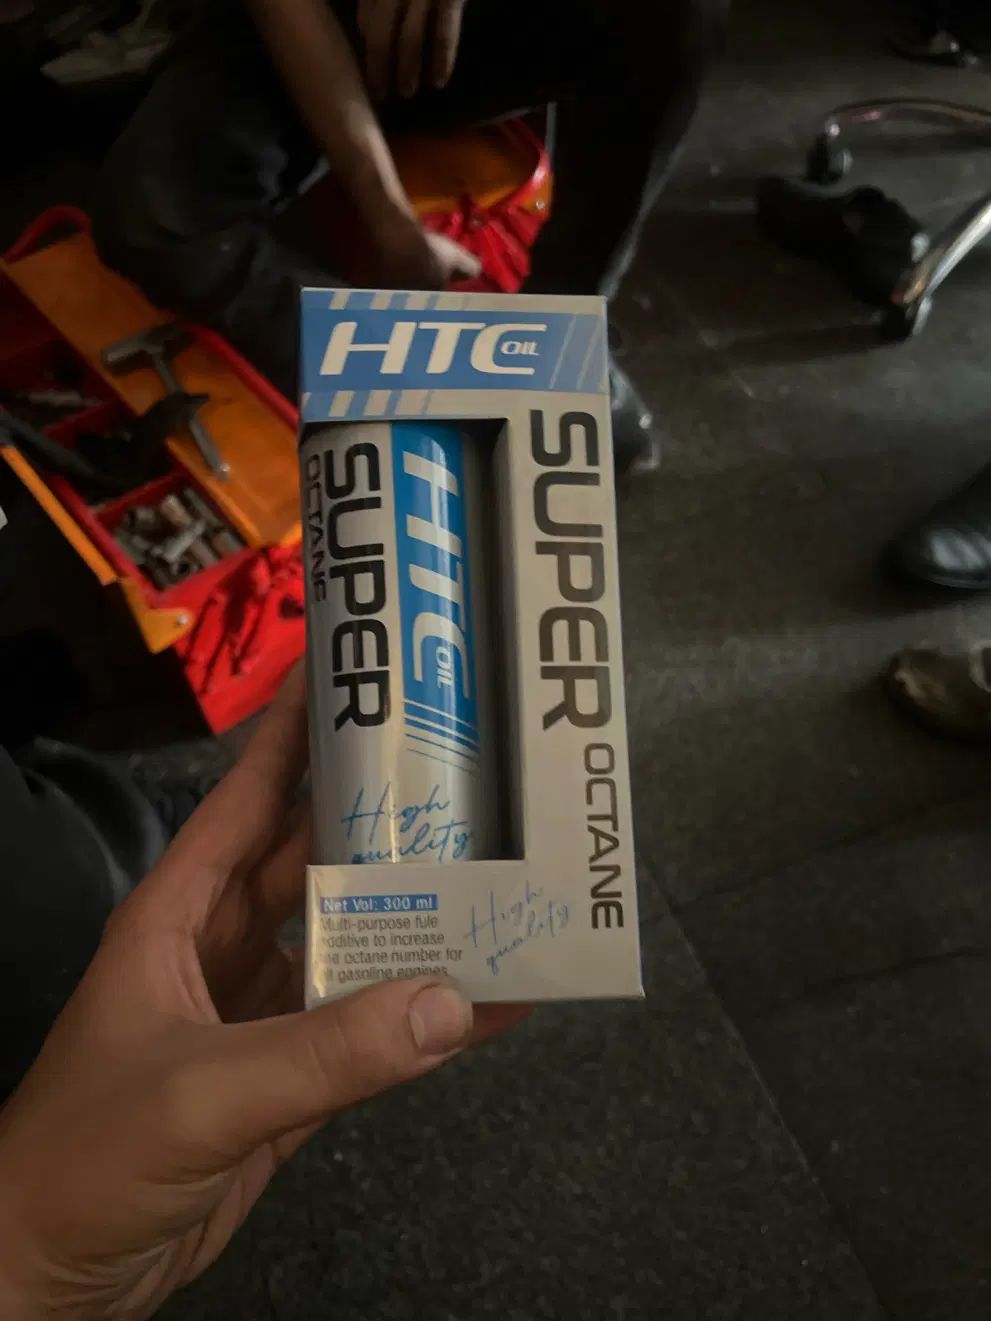 HTC OIL
SUPER
OCTANE
HTC OIL
SUPER
OCTANE
High
quality
Net Vol: 300 ml
Multi-purpose fule
additive to increase
the octane number for
all gasoline engines
High
quality